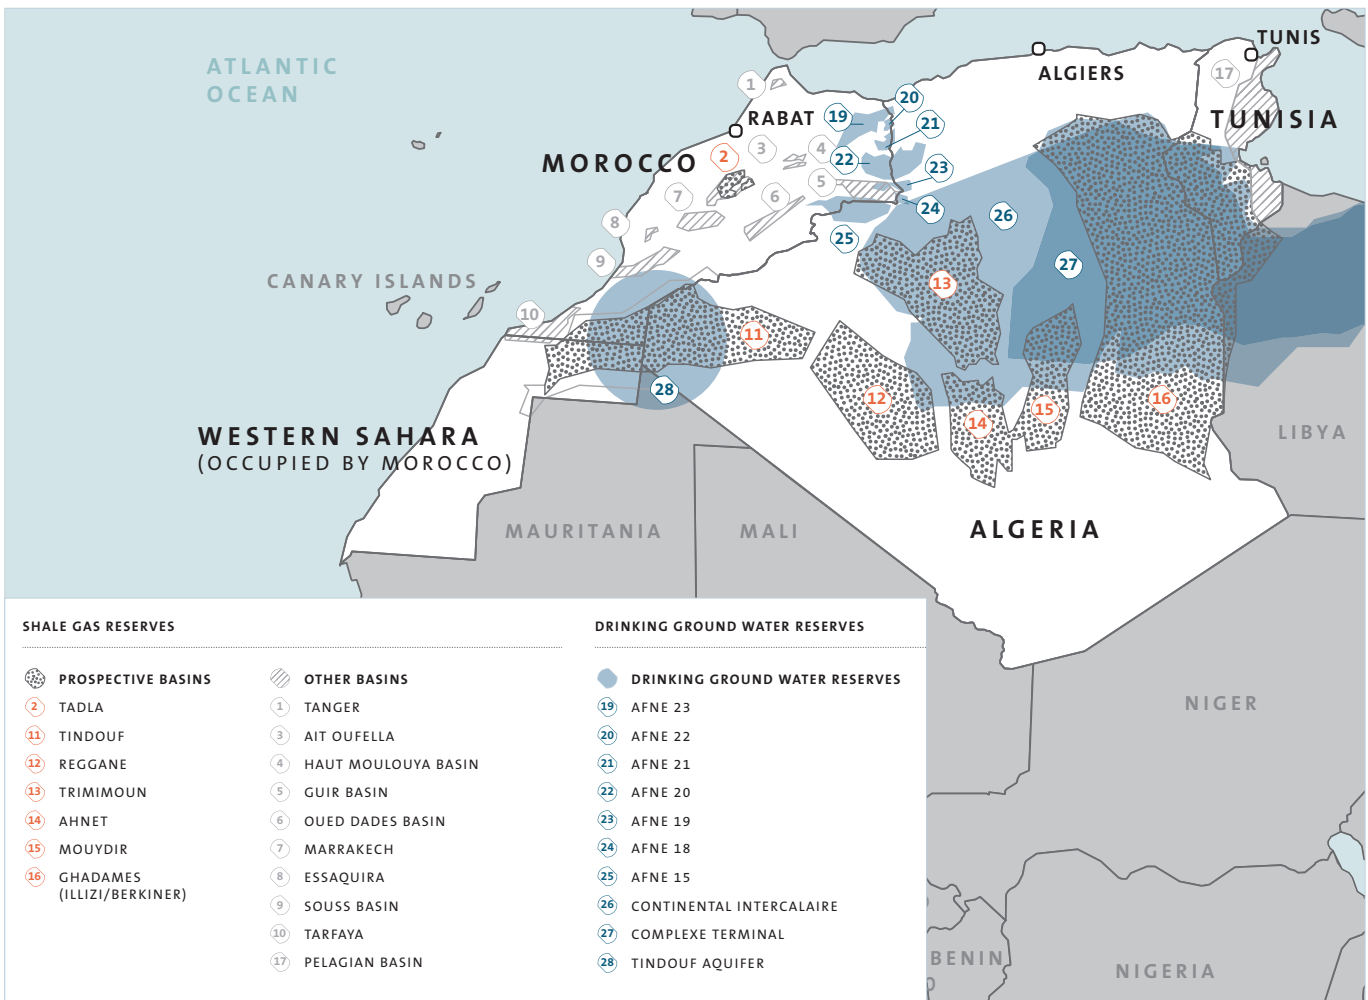 ATLANTIC
OCEAN
TUNIS
ALGIERS
17
1
20
RABAT
19
21
TUNISIA
MOROCCO
2
3
4
22
23
5
7
6
24
26
8
25
27
9
CANARY ISLANDS
13
10
11
28
12
15
16
14
WESTERN SAHARA
(OCCUPIED BY MOROCCO)
LIBYA
MAURITANIA
MALI
ALGERIA
NIGER
BENIN
NIGERIA
SHALE GAS RESERVES
PROSPECTIVE BASINS
2 TADLA
11 TINDOUF
12 REGGANE
13 TRIMIMOUN
14 AHNET
15 MOUYDIR
16 GHADAMES
(ILLIZI/BERKINER)
OTHER BASINS
1 TANGER
3 AIT OUFELLA
4 HAUT MOULOUYA BASIN
5 GUIR BASIN
6 OUED DADES BASIN
7 MARRAKECH
8 ESSAQUIRA
9 SOUSS BASIN
10 TARFAYA
17 PELAGIAN BASIN
DRINKING GROUND WATER RESERVES
DRINKING GROUND WATER RESERVES
19 AFNE 23
20 AFNE 22
21 AFNE 21
22 AFNE 20
23 AFNE 19
24 AFNE 18
25 AFNE 15
26 CONTINENTAL INTERCALAIRE
27 COMPLEXE TERMINAL
28 TINDOUF AQUIFER